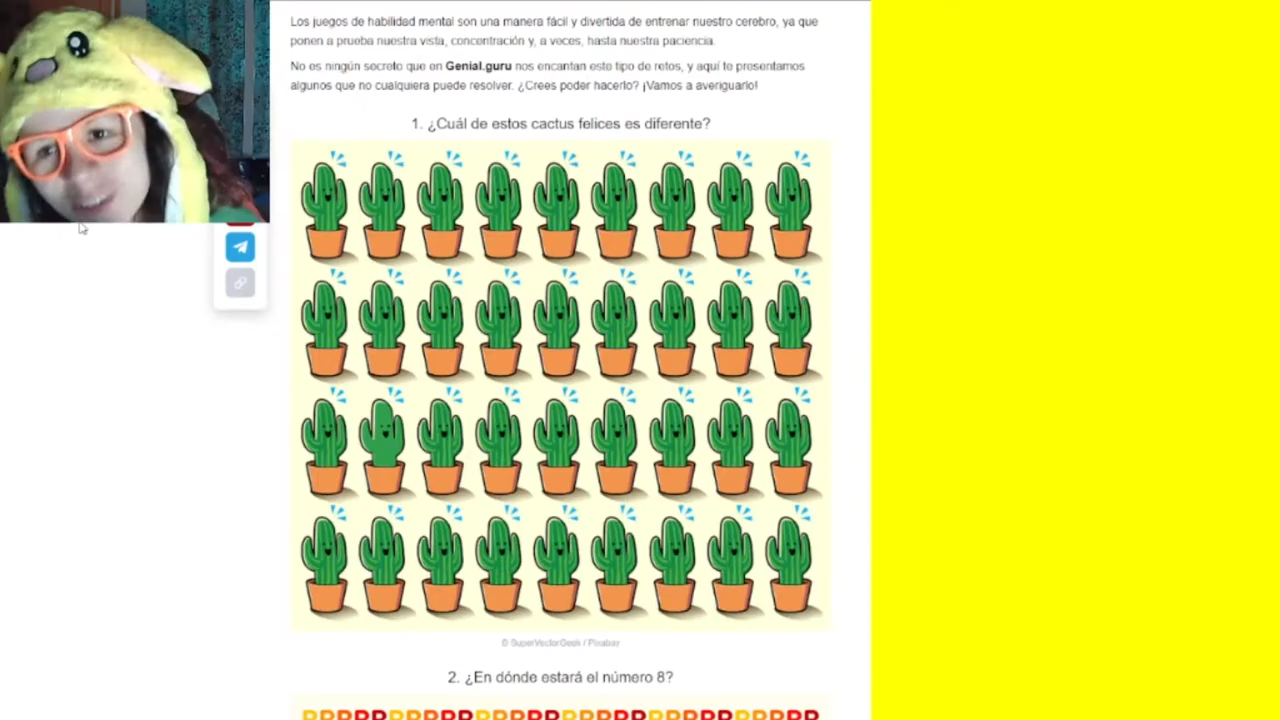 Los juegos de habilidad mental son una manera fácil y divertida de entrenar nuestro cerebro, ya que
ponen a prueba nuestra vista, concentración y, a veces, hasta nuestra paciencia.
No es ningún secreto que en Genial.guru nos encantan este tipo de retos, y aquí te presentamos
algunos que no cualquiera puede resolver. ¿Crees poder hacerlo? ¡Vamos a averiguarlo!
1. ¿Cuál de estos cactus felices es diferente?
© SuperVectorGeek / Pixabay
2. ¿En dónde estará el número 8?